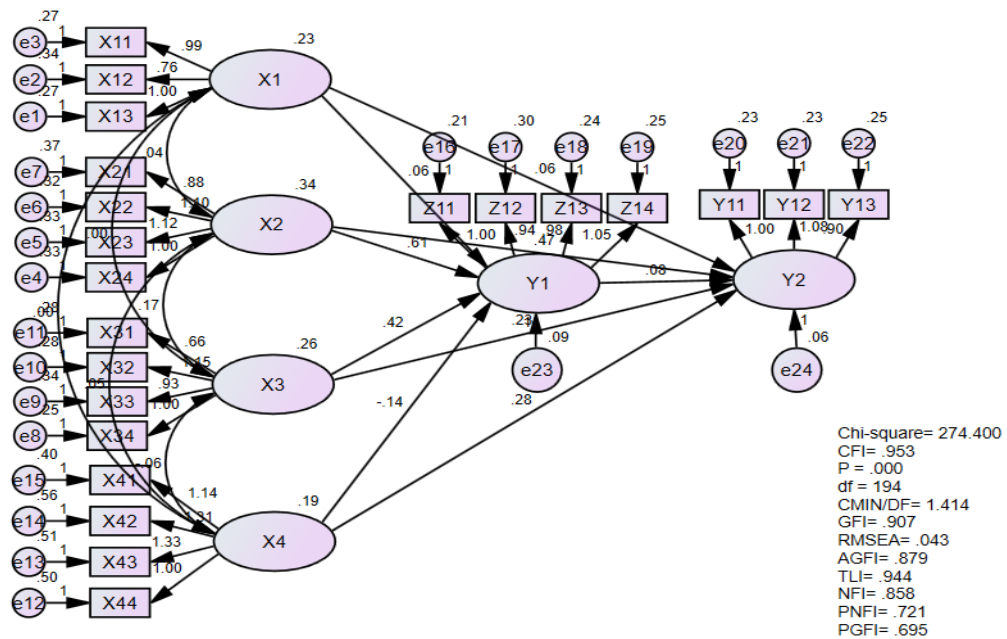 .27
e3 1 X11 .99 .23
.34
e2 1 X12 .76 X1
.27
e1 1 X13 1.00
.21 .30 .24 .25 .23 .23 .25
e16 e17 e18 e19 e20 e21 e22
1 1 1 1 1 1 1
.37
e7 1 X21 .04 .06 .06
.32
e6 1 X22 .88 .34 Z11 Z12 Z13 Z14 Y11 Y12 Y13
.33
e5 1 X23 1.10 X2 1.00 .94 .98 1.05 1.00 1.08 .90
.33
e4 1 X24 1.12 1.00 .00 .61 .47 .08
Y1 Y2
.28 .00
e11 1 X31 .17 .66 .42 .23 1 1
.28
e10 1 X32 1.15 .26 .09 .06
.34
e9 1 X33 .93 X3 e23 e24
.25
e8 1 X34 1.00 .05 -.14 .28
.40
e15 1 X41 -.06 1.14 .19
.56
e14 1 X42 X4
.51
e13 1 X43 1.33
.50
e12 1 X44 1.00
Chi-square= 274.400
CFI= .953
P = .000
df = 194
CMIN/DF= 1.414
GFI= .907
RMSEA= .043
AGFI= .879
TLI= .944
NFI= .858
PNFI= .721
PGFI= .695